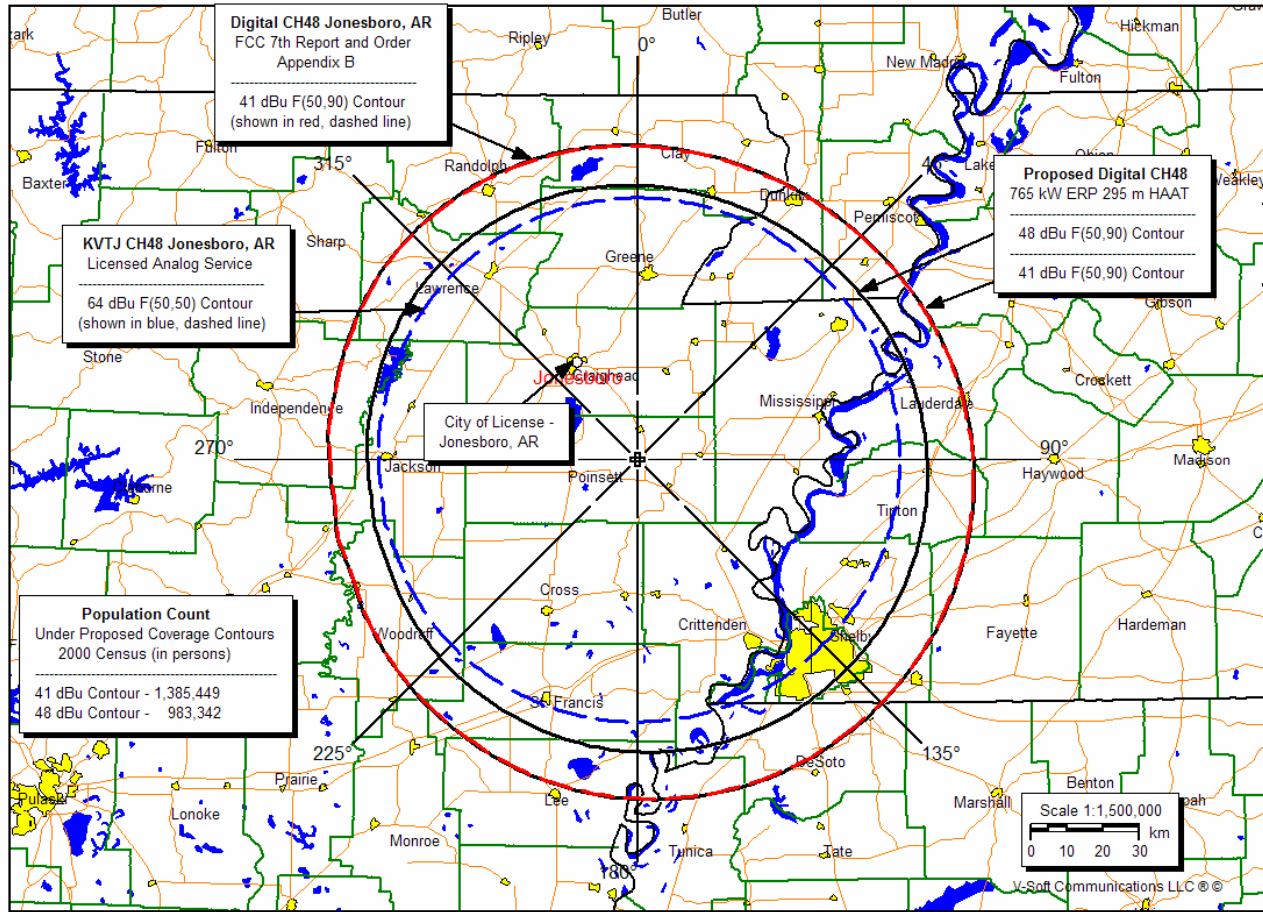 Digital CH48 Jonesboro, AR
FCC 7th Report and Order
Appendix B
41 dBu F(50,90) Contour
(shown in red, dashed line)
Butler
Hickman
Ripley
0°
New Madrid
Fulton
Fulton
315°
Randolph
Clay
Lake
Obion
Baxter
Weakley
Proposed Digital CH48
765 kW ERP 295 m HAAT
48 dBu F(50,90) Contour
41 dBu F(50,90) Contour
Dunklin
Pemiscot
KVTJ CH48 Jonesboro, AR
Licensed Analog Service
64 dBu F(50,50) Contour
(shown in blue, dashed line)
Sharp
Greene
Lawrence
Gibson
Stone
Craighead
Jonesboro
Crockett
Independence
Mississippi
Lauderdale
City of License -
Jonesboro, AR
270°
90°
Jackson
Poinsett
Haywood
Madison
Tipton
Population Count
Under Proposed Coverage Contours
2000 Census (in persons)
41 dBu Contour - 1,385,449
48 dBu Contour - 983,342
Cross
Woodruff
Crittenden
Shelby
Fayette
Hardeman
St. Francis
225°
135°
DeSoto
Prairie
Benton
Pulaski
Lonoke
Lee
Marshall
Scale 1:1,500,000
km
0 10 20 30
Monroe
Tunica
Tate
180°
V-Soft Communications LLC ® ©